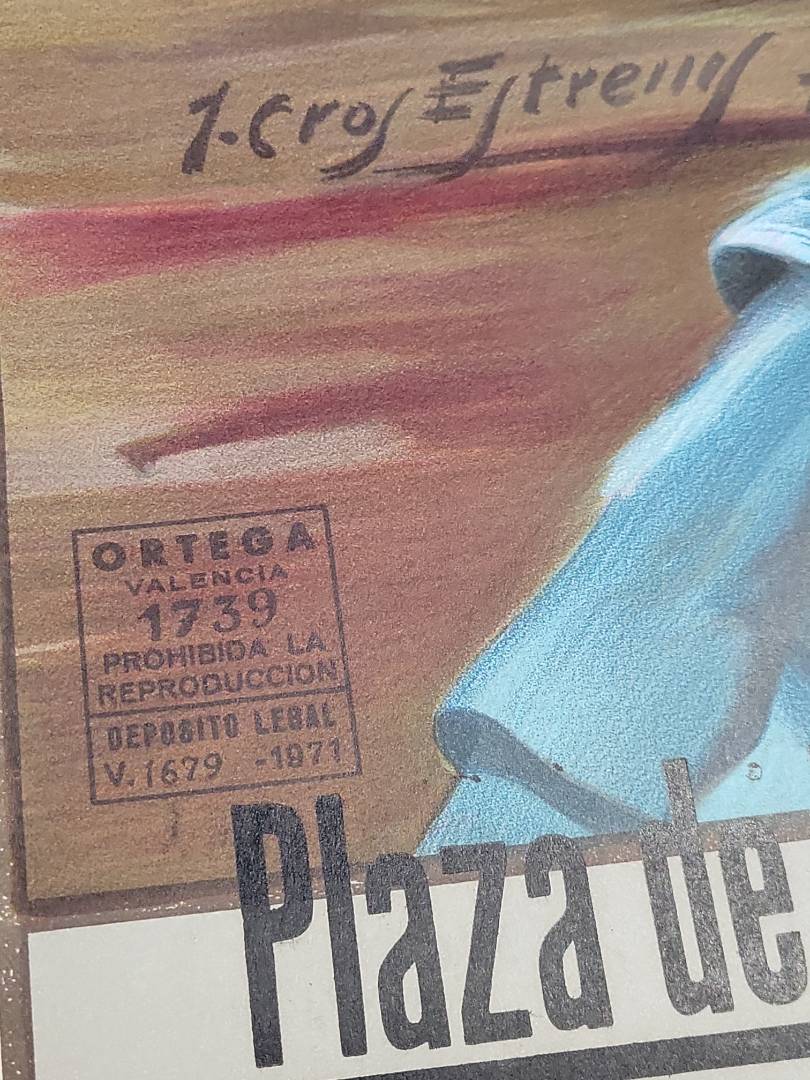 J. Cros Estrems
ORTEGA
VALENCIA
1739
PROHIBIDA LA
REPRODUCCION
DEPOSITO LEGAL
V. 1679 -1971
Plaza de